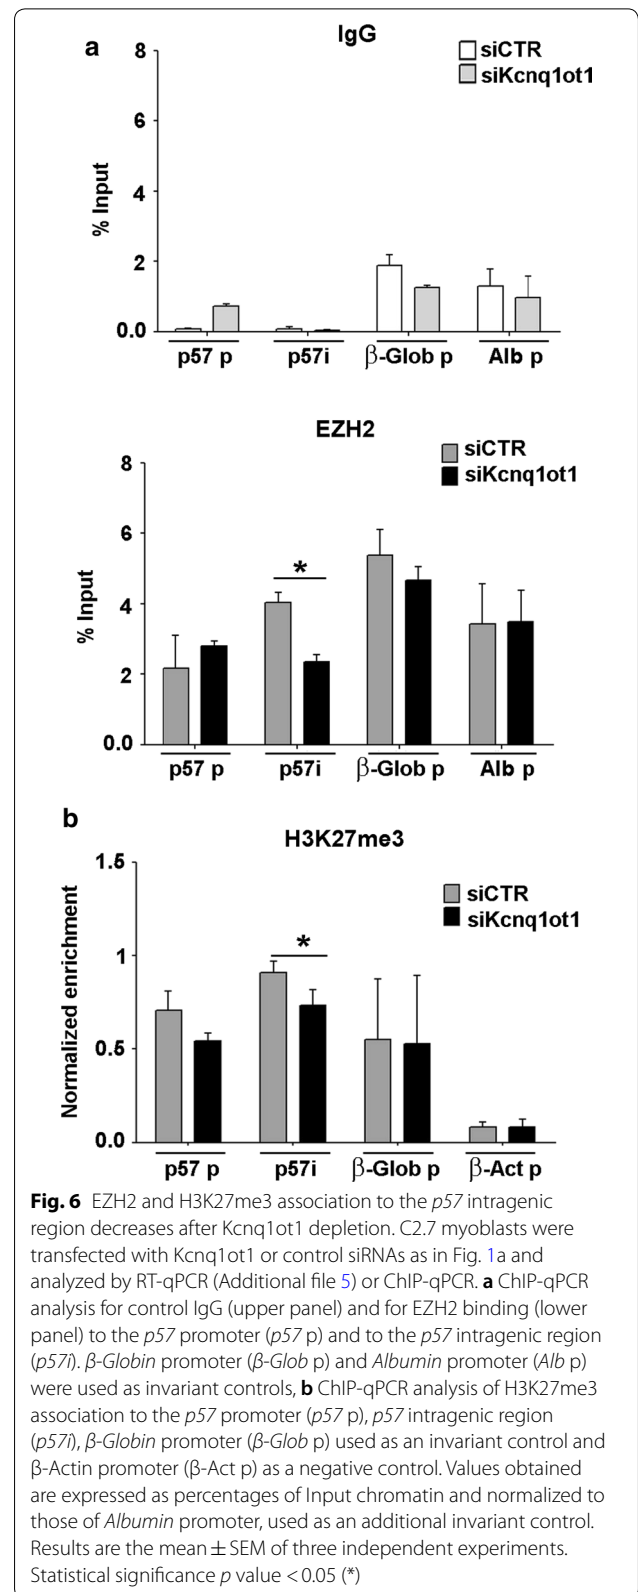 a
IgG
siCTR
siKcnq1ot1
% Input
8
6
4
2
0.0
p57 p p57i β-Glob p Alb p
EZH2
siCTR
siKcnq1ot1
% Input
8
6
4
2
0.0
*
p57 p p57i β-Glob p Alb p
b
H3K27me3
siCTR
siKcnq1ot1
Normalized enrichment
1.5
1
0.5
0.0
*
p57 p p57i β-Glob p β-Act p
Fig. 6 EZH2 and H3K27me3 association to the p57 intragenic
region decreases after Kcnq1ot1 depletion. C2.7 myoblasts were
transfected with Kcnq1ot1 or control siRNAs as in Fig. 1a and
analyzed by RT-qPCR (Additional file 5) or ChIP-qPCR. a ChIP-qPCR
analysis for control IgG (upper panel) and for EZH2 binding (lower
panel) to the p57 promoter (p57 p) and to the p57 intragenic region
(p57i). β-Globin promoter (β-Glob p) and Albumin promoter (Alb p)
were used as invariant controls, b ChIP-qPCR analysis of H3K27me3
association to the p57 promoter (p57 p), p57 intragenic region
(p57i), β-Globin promoter (β-Glob p) used as an invariant control and
β-Actin promoter (β-Act p) as a negative control. Values obtained
are expressed as percentages of Input chromatin and normalized to
those of Albumin promoter, used as an additional invariant control.
Results are the mean ± SEM of three independent experiments.
Statistical significance p value < 0.05 (*)